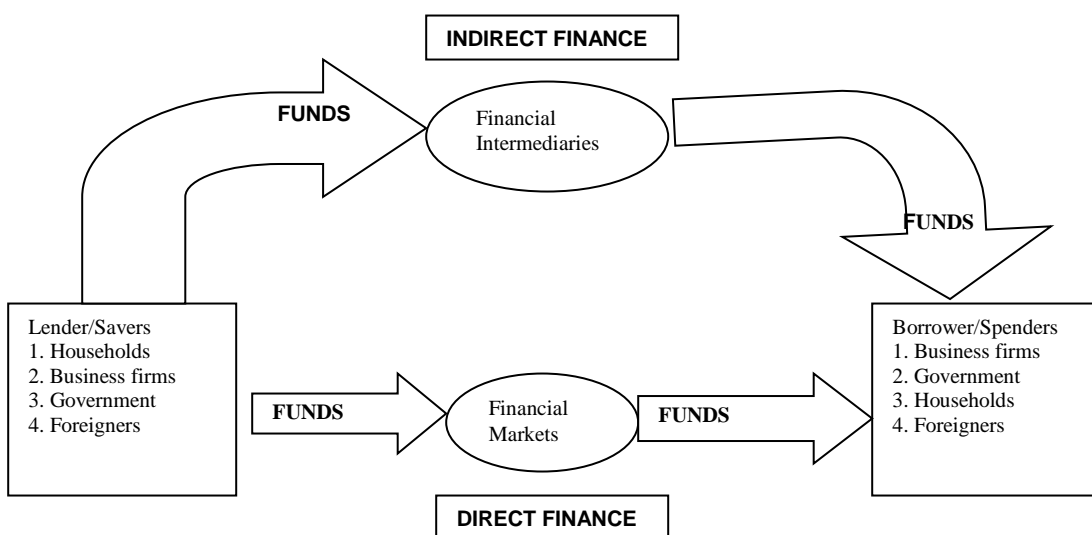 INDIRECT FINANCE
FUNDS
Financial
Intermediaries
FUNDS
Lender/Savers
1. Households
2. Business firms
3. Government
4. Foreigners
FUNDS
Financial
Markets
FUNDS
Borrower/Spenders
1. Business firms
2. Government
3. Households
4. Foreigners
DIRECT FINANCE